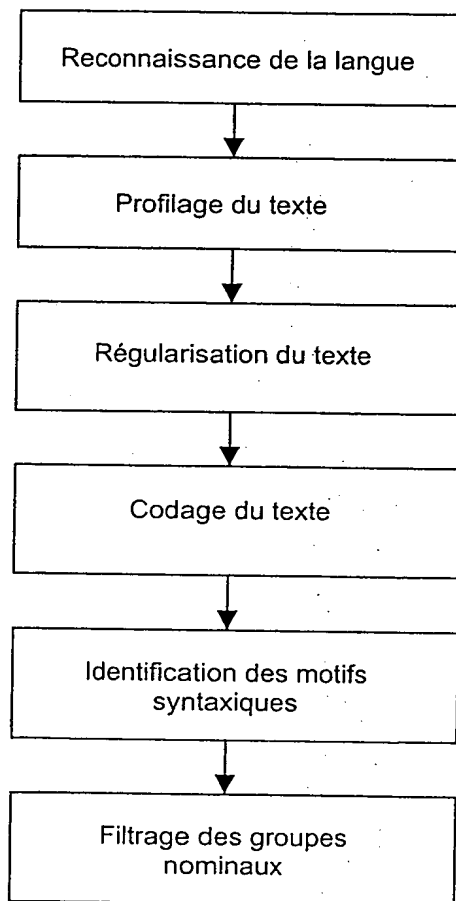 Reconnaissance de la langue
Profilage du texte
Régularisation du texte
Codage du texte
Identification des motifs
syntaxiques
Filtrage des groupes
nominaux